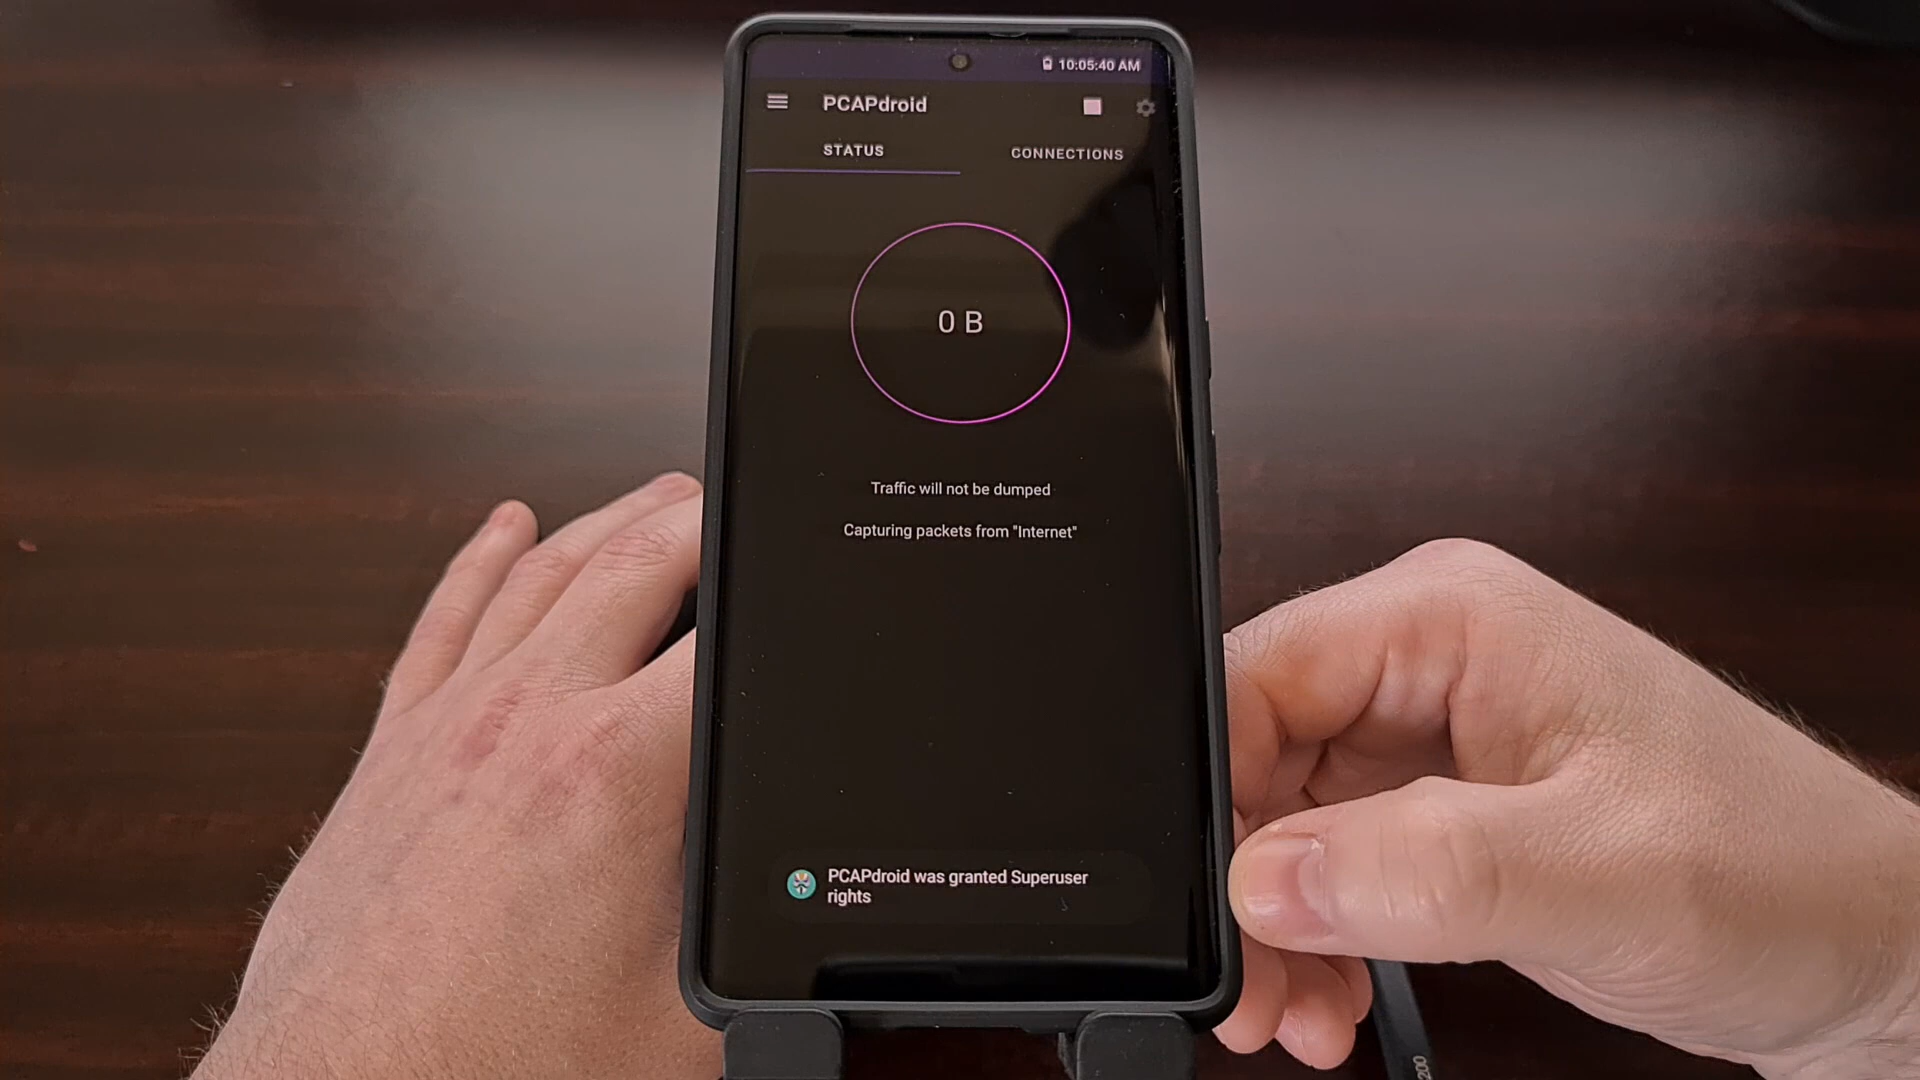 10:05:40 AM
PCAPdroid
STATUS
CONNECTIONS
0 B
Traffic will not be dumped
Capturing packets from "Internet"
PCAPdroid was granted Superuser
rights
200